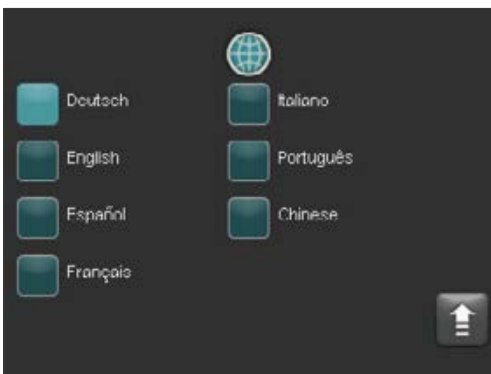 Deutsch
English
Español
Français
Italiano
Português
Chinese